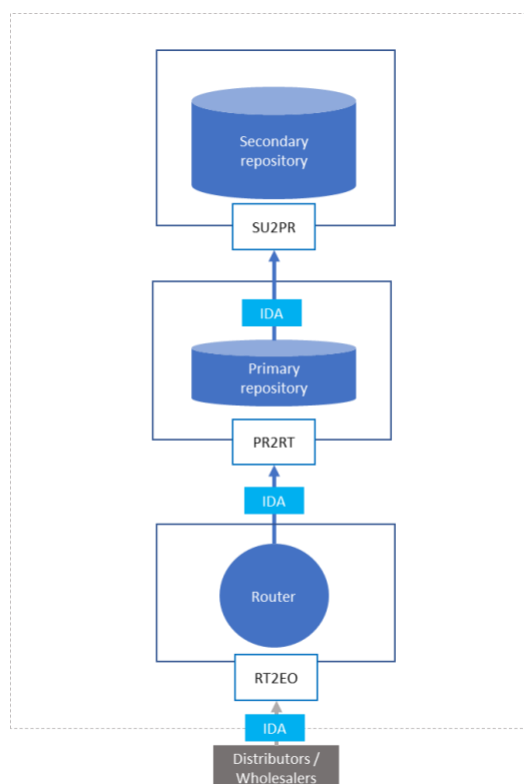 Secondary
repository
SU2PR
IDA
Primary
repository
PR2RT
IDA
Router
RT2EO
IDA
Distributors /
Wholesalers